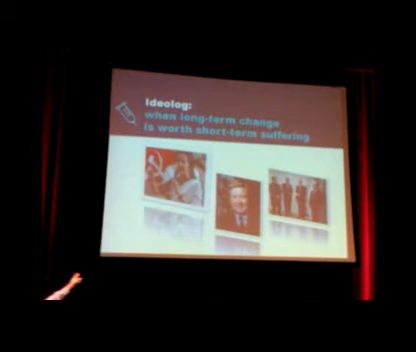 Ideolog:
when long-term change
is worth short-term suffering